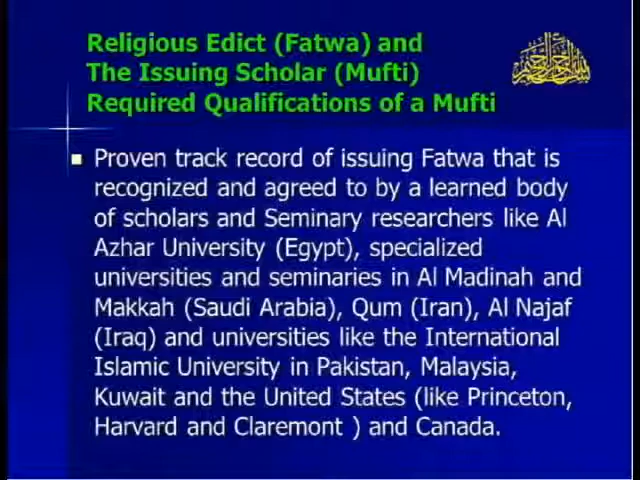 Religious Edict (Fatwa) and
The Issuing Scholar (Mufti)
Required Qualifications of a Mufti
Proven track record of issuing Fatwa that is
recognized and agreed to by a learned body
of scholars and Seminary researchers like Al
Azhar University (Egypt), specialized
universities and seminaries in Al Madinah and
Makkah (Saudi Arabia), Qum (Iran), Al Najaf
(Iraq) and universities like the International
Islamic University in Pakistan, Malaysia,
Kuwait and the United States (like Princeton,
Harvard and Claremont ) and Canada.